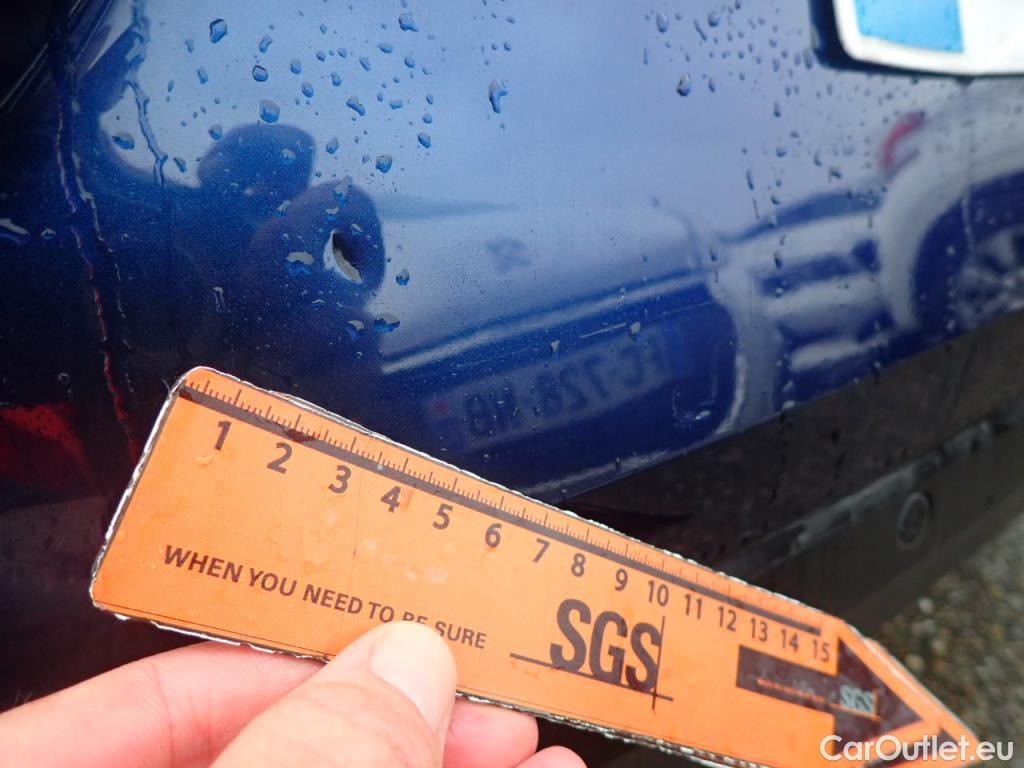 1 2 3 4 5 6 7 8 9 10 11 12 13 14 15
WHEN YOU NEED TO BE SURE
SGS
SGS
CarOutlet.eu